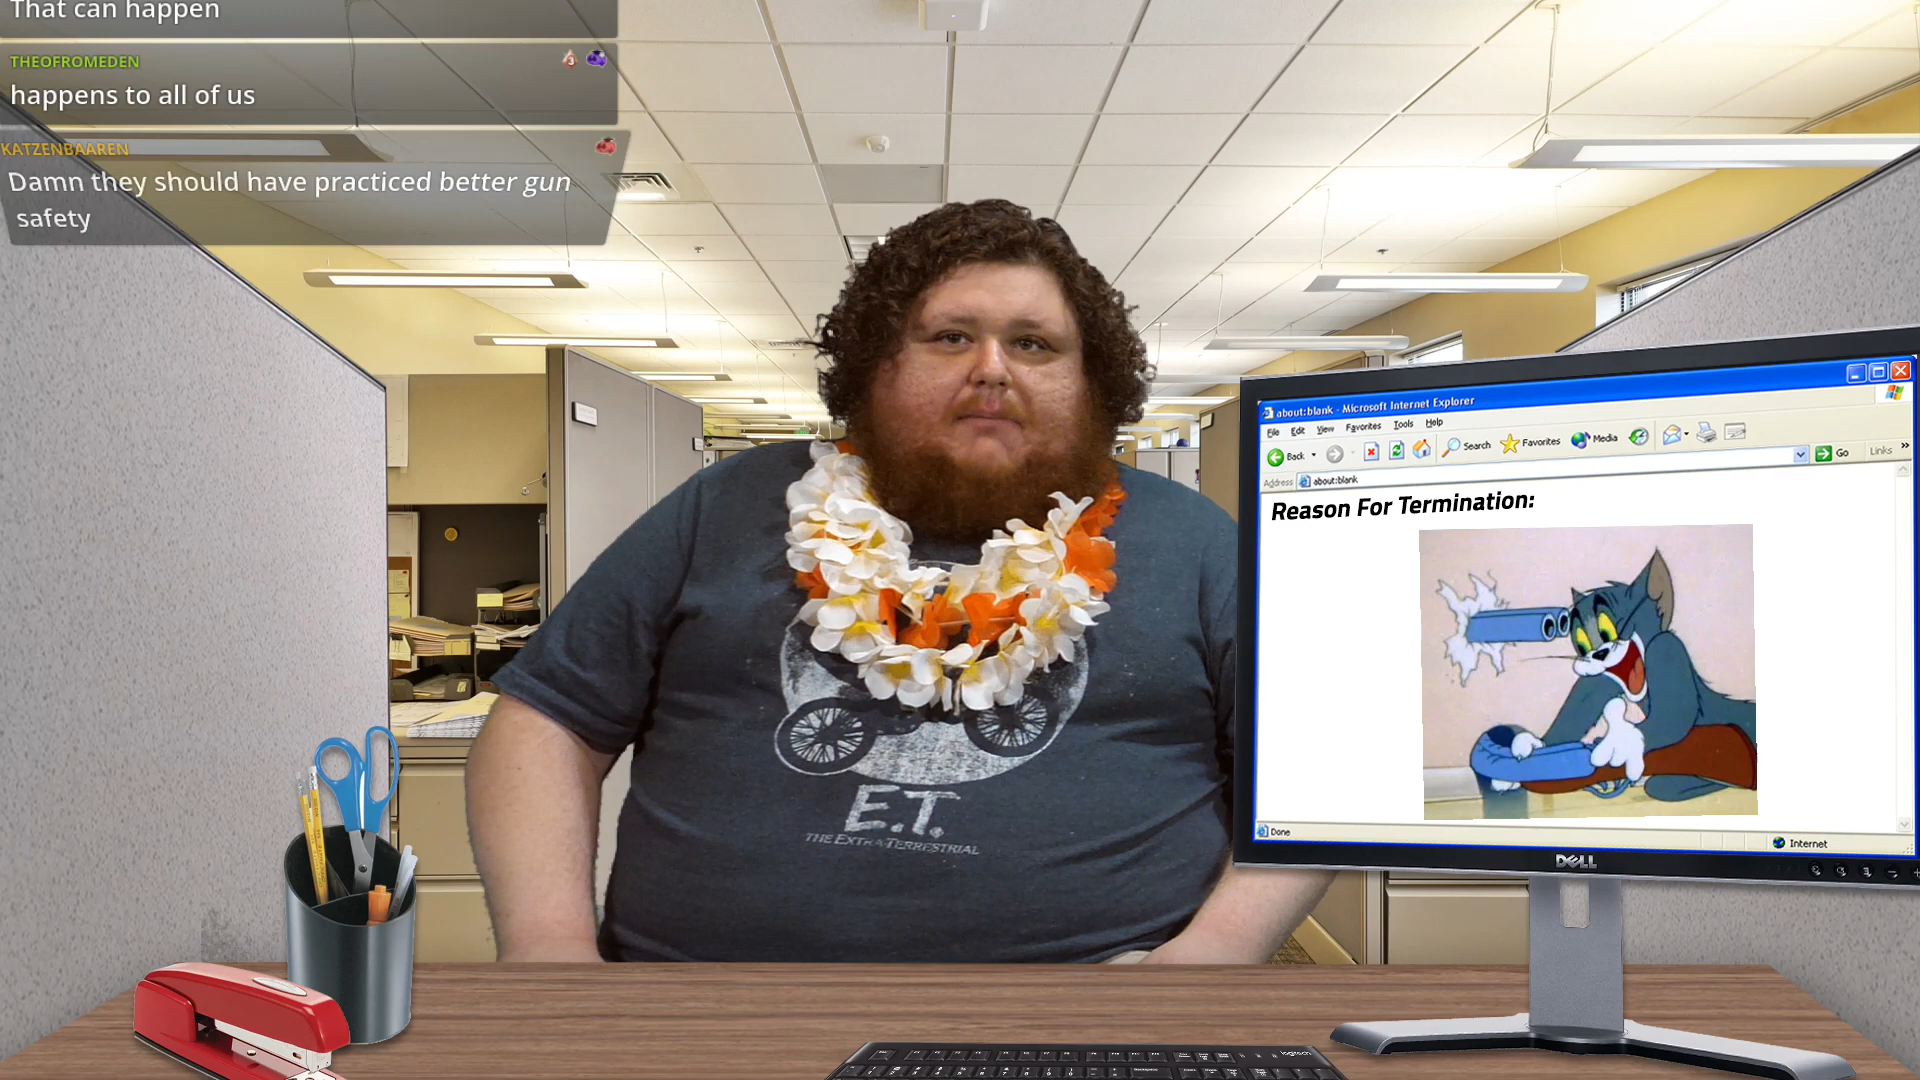 That can happen
THEOFROMEDEN
3
happens to all of us
KATZENBAAREN
Damn they should have practiced better gun
safety
about:blank - Microsoft Internet Explorer
File Edit View Favorites Tools Help
Back Search Favorites Media
Address about:blank Go Links »
Reason For Termination:
E.T.
THE EXTRA-TERRESTRIAL
Done Internet
DELL
logitech